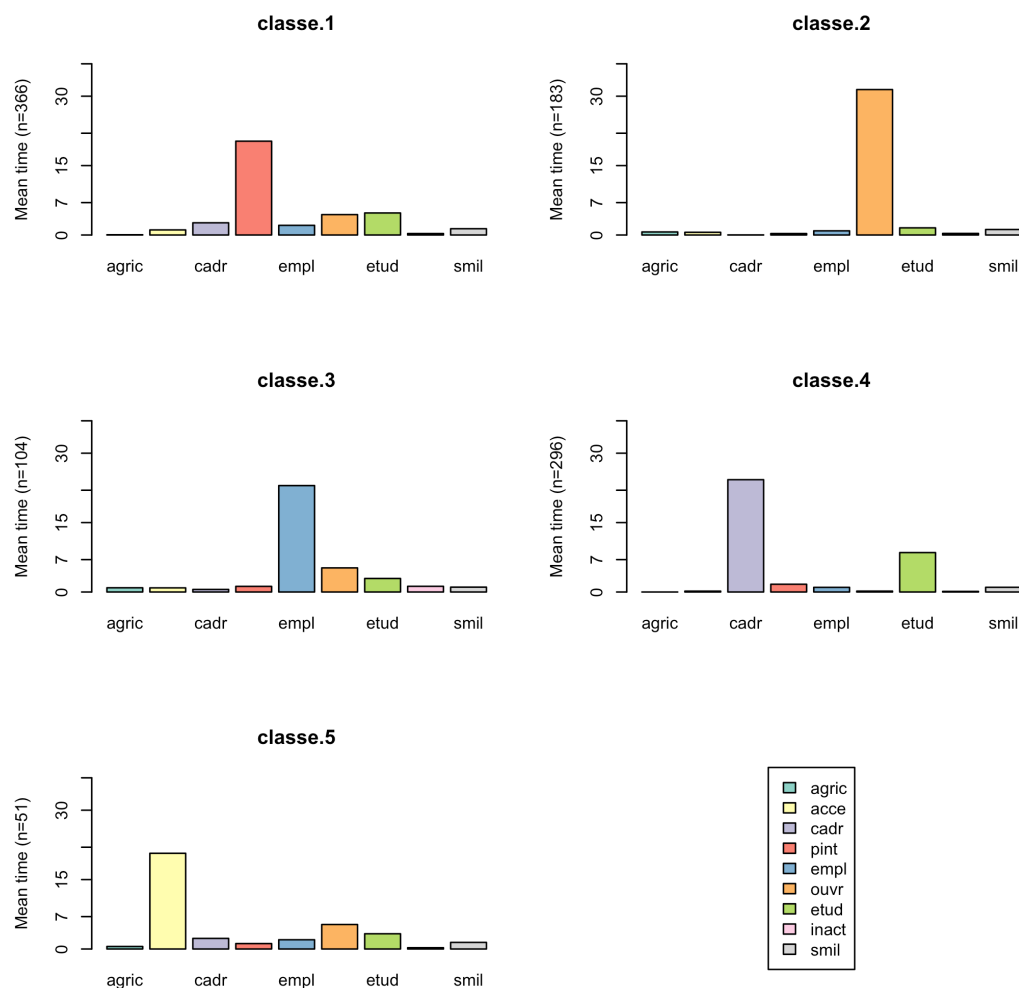 classe.1
Mean time (n=366)
30
15
7
0
agric cadr empl etud smil
classe.2
Mean time (n=183)
30
15
7
0
agric cadr empl etud smil
classe.3
Mean time (n=104)
30
15
7
0
agric cadr empl etud smil
classe.4
Mean time (n=296)
30
15
7
0
agric cadr empl etud smil
classe.5
Mean time (n=51)
30
15
7
0
agric cadr empl etud smil
agric
acce
cadr
pint
empl
ouvr
etud
inact
smil